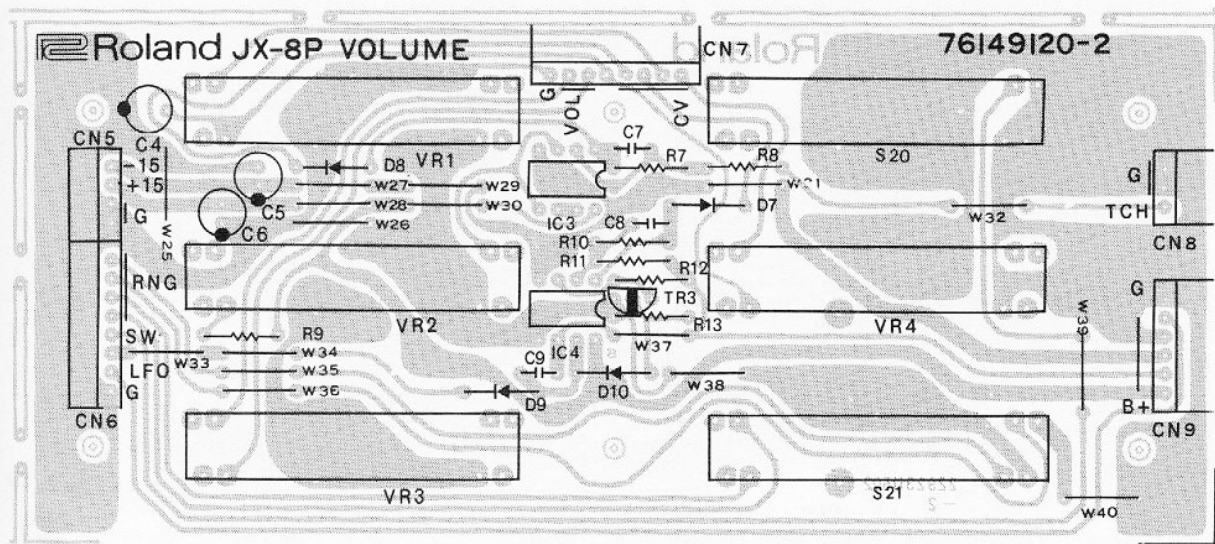 Roland JX-8P VOLUME
CN7
Roland
76149120-2
G
VOL
CV
C4
CN5
-15
+15
G
W25
VR1
C7
R7
R8
S20
D8
W27
W29
W28
W30
W26
C5
C6
D7
IC3
C8
W32
G
TCH
CN8
R10
R11
R12
TR3
R13
W37
RNG
VR2
VR4
G
W39
SW
R9
W33
W34
LFO
W35
G
W36
CN6
C9
IC4
D10
D9
W38
B+
CN9
VR3
S21
W40